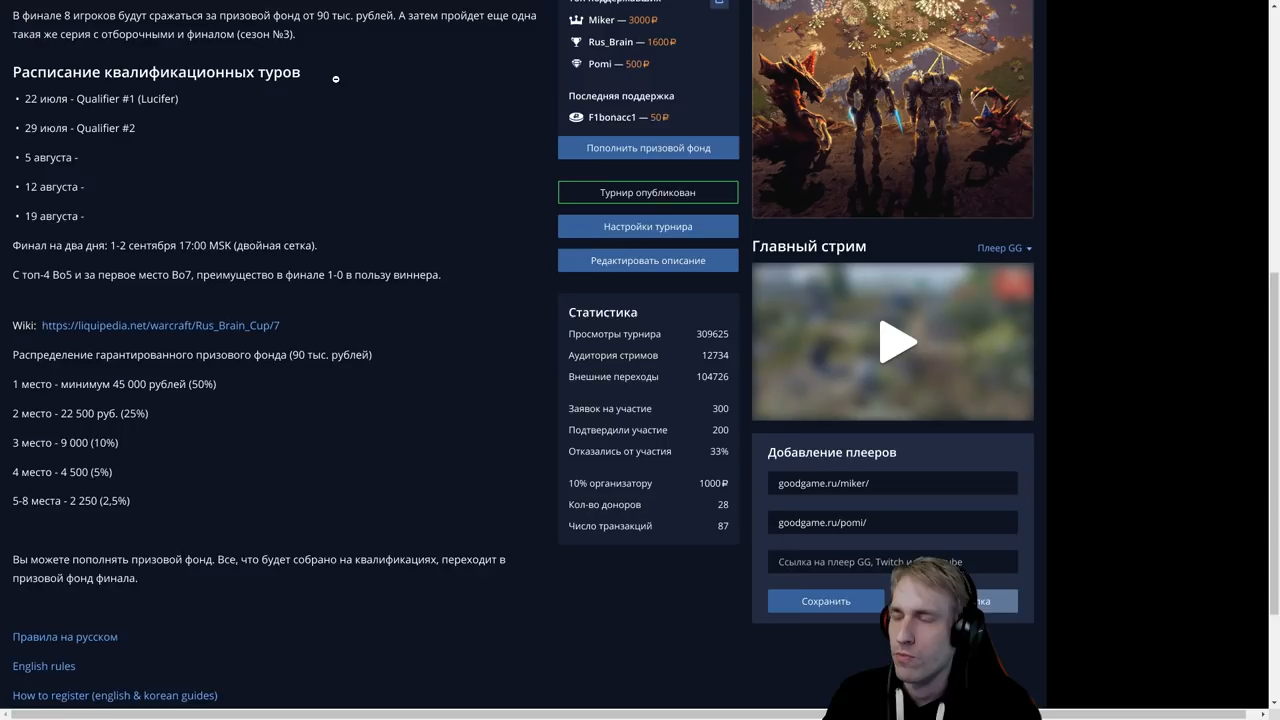 В финале 8 игроков будут сражаться за призовой фонд от 90 тыс. рублей. А затем пройдет еще одна
такая же серия с отборочными и финалом (сезон №3).
Расписание квалификационных туров
• 22 июля - Qualifier #1 (Lucifer)
• 29 июля - Qualifier #2
• 5 августа -
• 12 августа -
• 19 августа -
Финал на два дня: 1-2 сентября 17:00 MSK (двойная сетка).
С топ-4 Bo5 и за первое место Bo7, преимущество в финале 1-0 в пользу виннера.
Wiki: https://liquipedia.net/warcraft/Rus_Brain_Cup/7
Распределение гарантированного призового фонда (90 тыс. рублей)
1 место - минимум 45 000 рублей (50%)
2 место - 22 500 руб. (25%)
3 место - 9 000 (10%)
4 место - 4 500 (5%)
5-8 места - 2 250 (2,5%)
Вы можете пополнять призовой фонд. Все, что будет собрано на квалификациях, переходит в
призовой фонд финала.
Правила на русском
English rules
How to register (english & korean guides)
Miker — 3000₽
Rus_Brain — 1600₽
Pomi — 500₽
Последняя поддержка
F1bonacc1 — 50₽
Пополнить призовой фонд
Турнир опубликован
Настройки турнира
Редактировать описание
Статистика
Просмотры турнира 309625
Аудитория стримов 12734
Внешние переходы 104726
Заявок на участие 300
Подтвердили участие 200
Отказались от участия 33%
10% организатору 1000₽
Кол-во доноров 28
Число транзакций 87
Главный стрим
Плеер GG
Добавление плееров
goodgame.ru/miker/
goodgame.ru/pomi/
Ссылка на плеер GG, Twitch
Сохранить